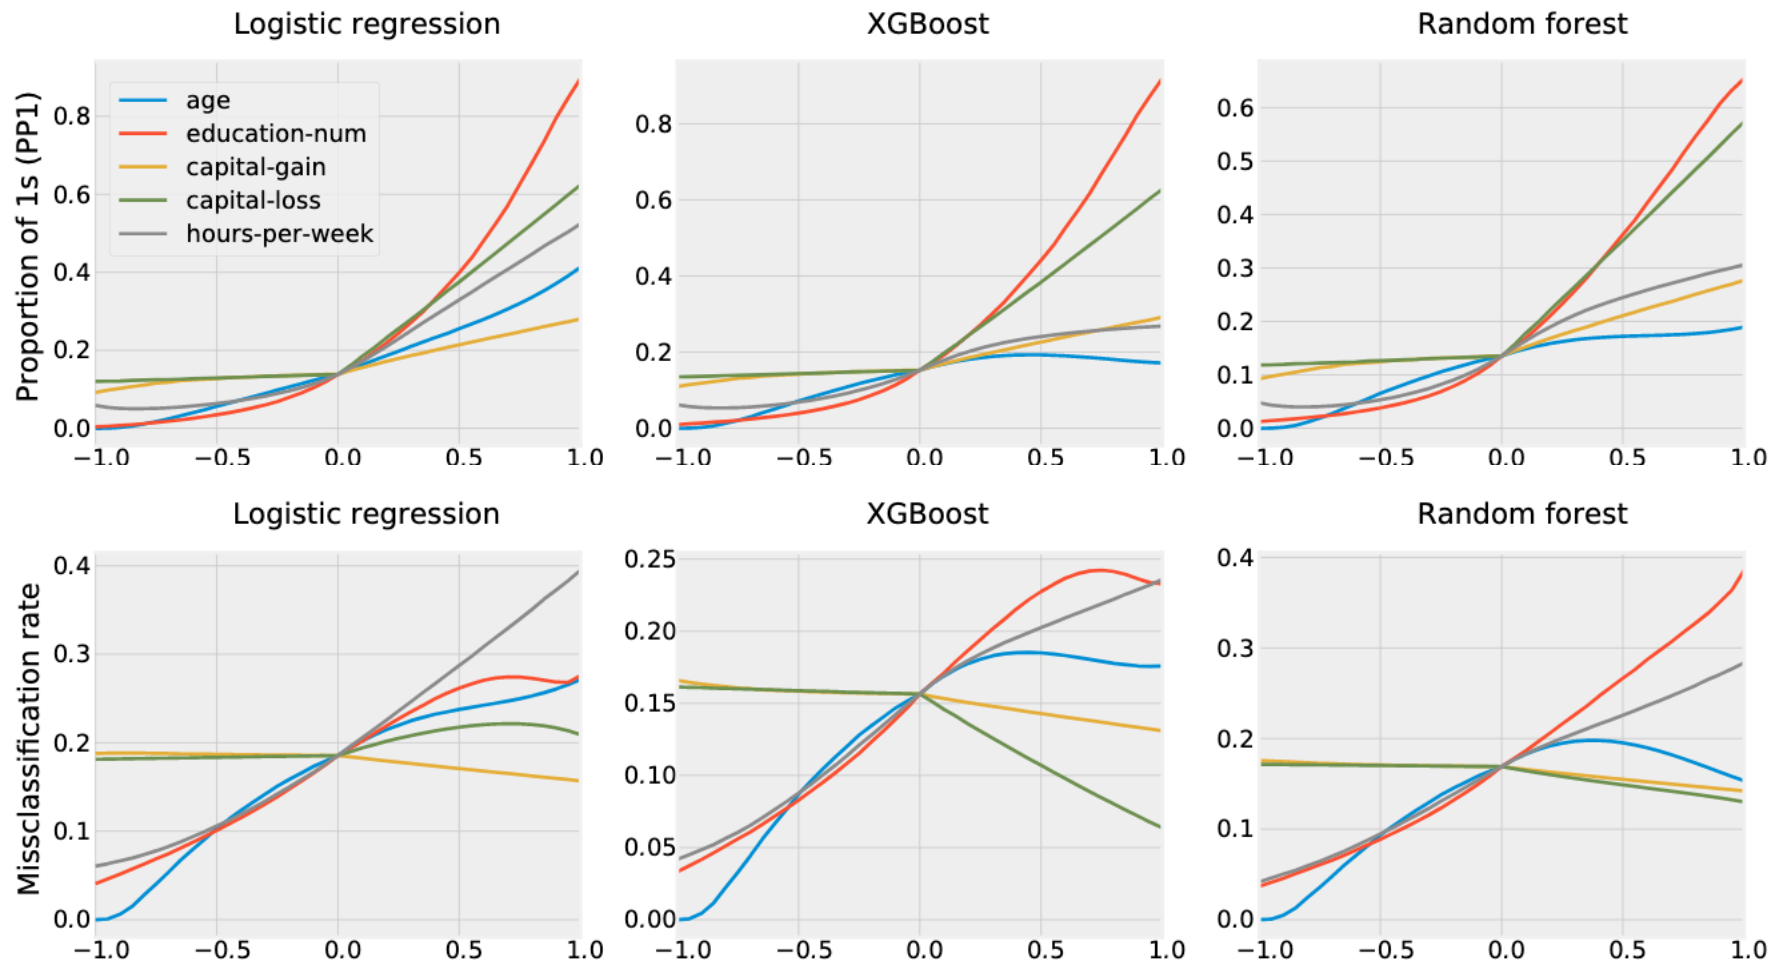 Logistic regression
XGBoost
Random forest
Proportion of 1s (PP1)
0.8
0.6
0.4
0.2
0.0
age
education-num
capital-gain
capital-loss
hours-per-week
−1.0 −0.5 0.0 0.5 1.0
0.8
0.6
0.4
0.2
0.0
−1.0 −0.5 0.0 0.5 1.0
0.6
0.5
0.4
0.3
0.2
0.1
0.0
−1.0 −0.5 0.0 0.5 1.0
Logistic regression
XGBoost
Random forest
Missclassification rate
0.4
0.3
0.2
0.1
0.0
−1.0 −0.5 0.0 0.5 1.0
0.25
0.20
0.15
0.10
0.05
0.00
−1.0 −0.5 0.0 0.5 1.0
0.4
0.3
0.2
0.1
0.0
−1.0 −0.5 0.0 0.5 1.0